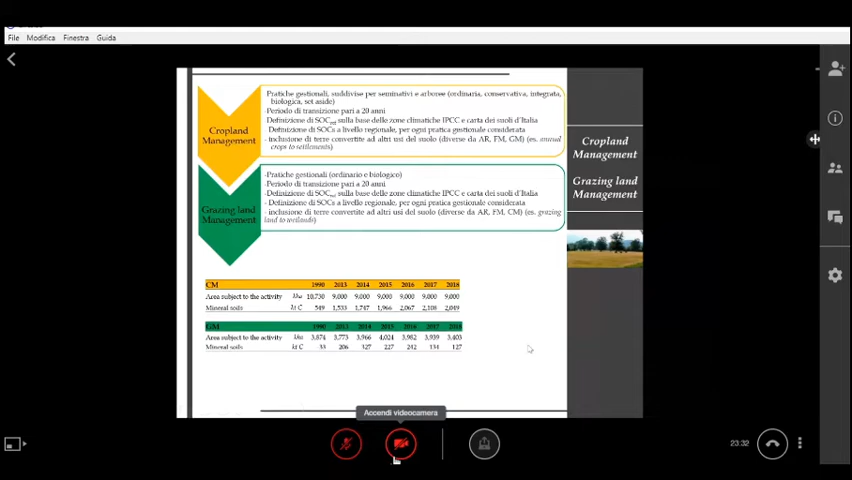 File Modifica Finestra Guida
Pratiche gestionali, suddivise per seminativi e arboree (ordinaria, conservativa, integrata,
biologica, set aside)
-Periodo di transizione pari a 20 anni
Definizione di SOCref sulla base delle zone climatiche IPCC e carta dei suoli d'Italia
Definizione di SOCs a livello regionale, per ogni pratica gestionale considerata
- inclusione di terre convertite ad altri usi del suolo (diverse da AR, FM, GM) (es. annual
crops to settlements)
Cropland
Management
-Pratiche gestionali (ordinario e biologico)
-Periodo di transizione pari a 20 anni
-Definizione di SOCref sulla base delle zone climatiche IPCC e carta dei suoli d'Italia
- Definizione di SOCs a livello regionale, per ogni pratica gestionale considerata
- inclusione di terre convertite ad altri usi del suolo (diverse da AR, FM, CM) (es. grazing
land to wetlands)
Grazing land
Management
Cropland
Management
Grazing land
Management
CM 1990 2013 2014 2015 2016 2017 2018
Area subject to the activity kha 10,730 9,000 9,000 9,000 9,000 9,000 9,000
Mineral soils kt C 549 1,533 1,747 1,966 2,067 2,108 2,049
GM 1990 2013 2014 2015 2016 2017 2018
Area subject to the activity kha 3,874 3,773 3,966 4,024 3,982 3,939 3,403
Mineral soils kt C 33 206 327 227 242 134 127
Accendi videocamera
23:32